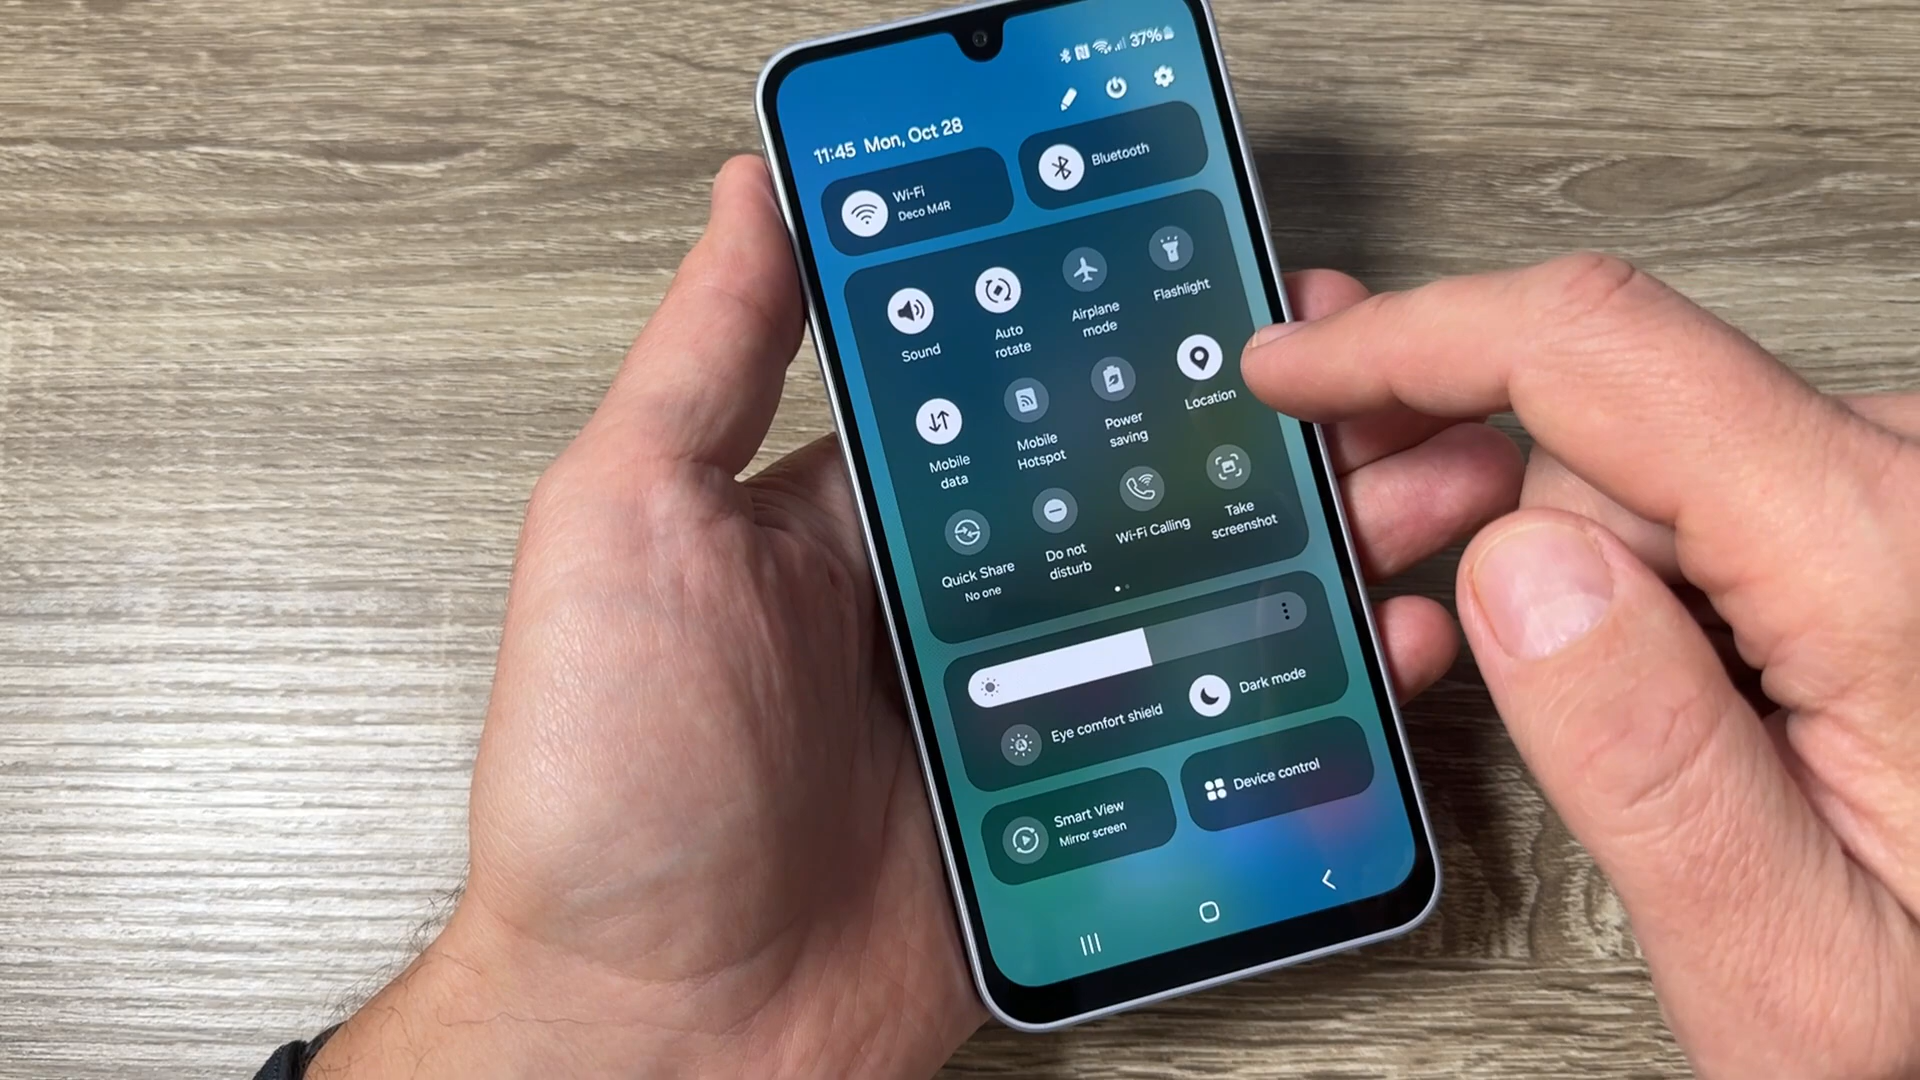 37%
11:45 Mon, Oct 28
Wi-Fi
Deco M4R
Bluetooth
Sound
Auto
rotate
Airplane
mode
Flashlight
Mobile
data
Mobile
Hotspot
Power
saving
Location
Quick Share
No one
Do not
disturb
Wi-Fi Calling
Take
screenshot
Eye comfort shield
Dark mode
Smart View
Mirror screen
Device control